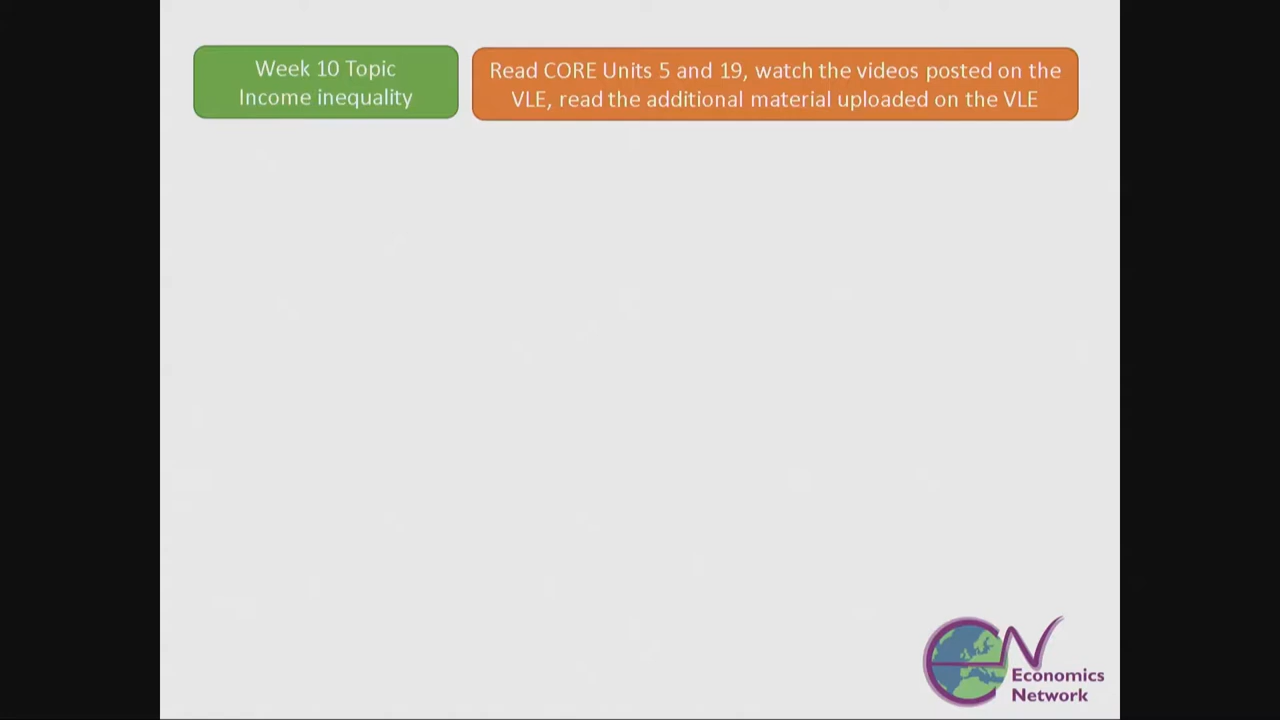 Week 10 Topic
Income inequality
Read CORE Units 5 and 19, watch the videos posted on the
VLE, read the additional material uploaded on the VLE
Economics
Network